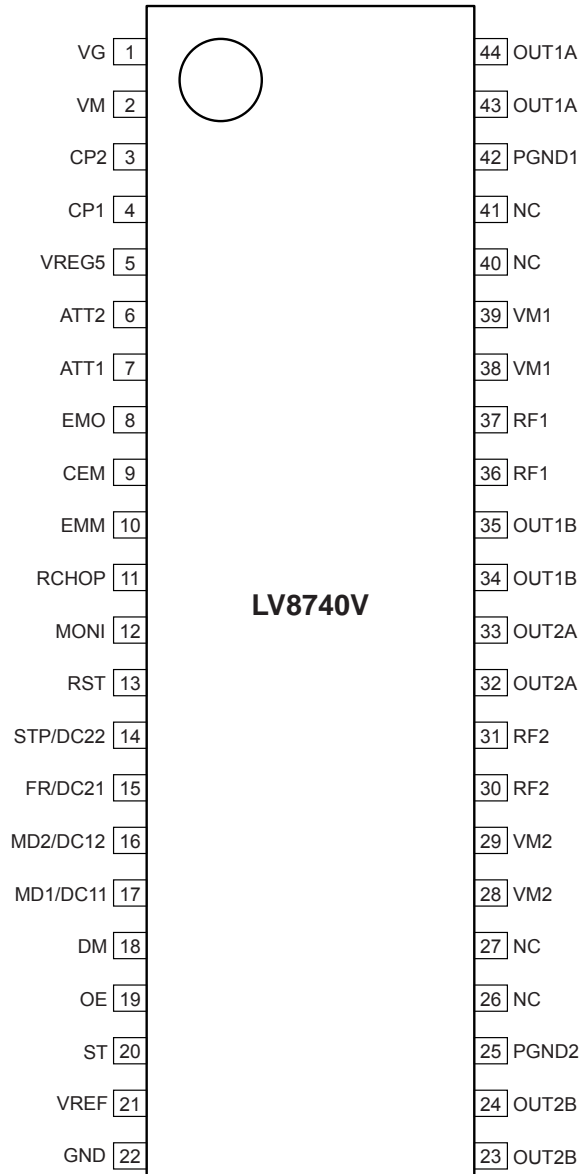 VG 1 44 OUT1A
VM 2 43 OUT1A
CP2 3 42 PGND1
CP1 4 41 NC
VREG5 5 40 NC
ATT2 6 39 VM1
ATT1 7 38 VM1
EMO 8 37 RF1
CEM 9 36 RF1
EMM 10 35 OUT1B
RCHOP 11 34 OUT1B
LV8740V
MONI 12 33 OUT2A
RST 13 32 OUT2A
STP/DC22 14 31 RF2
FR/DC21 15 30 RF2
MD2/DC12 16 29 VM2
MD1/DC11 17 28 VM2
DM 18 27 NC
OE 19 26 NC
ST 20 25 PGND2
VREF 21 24 OUT2B
GND 22 23 OUT2B